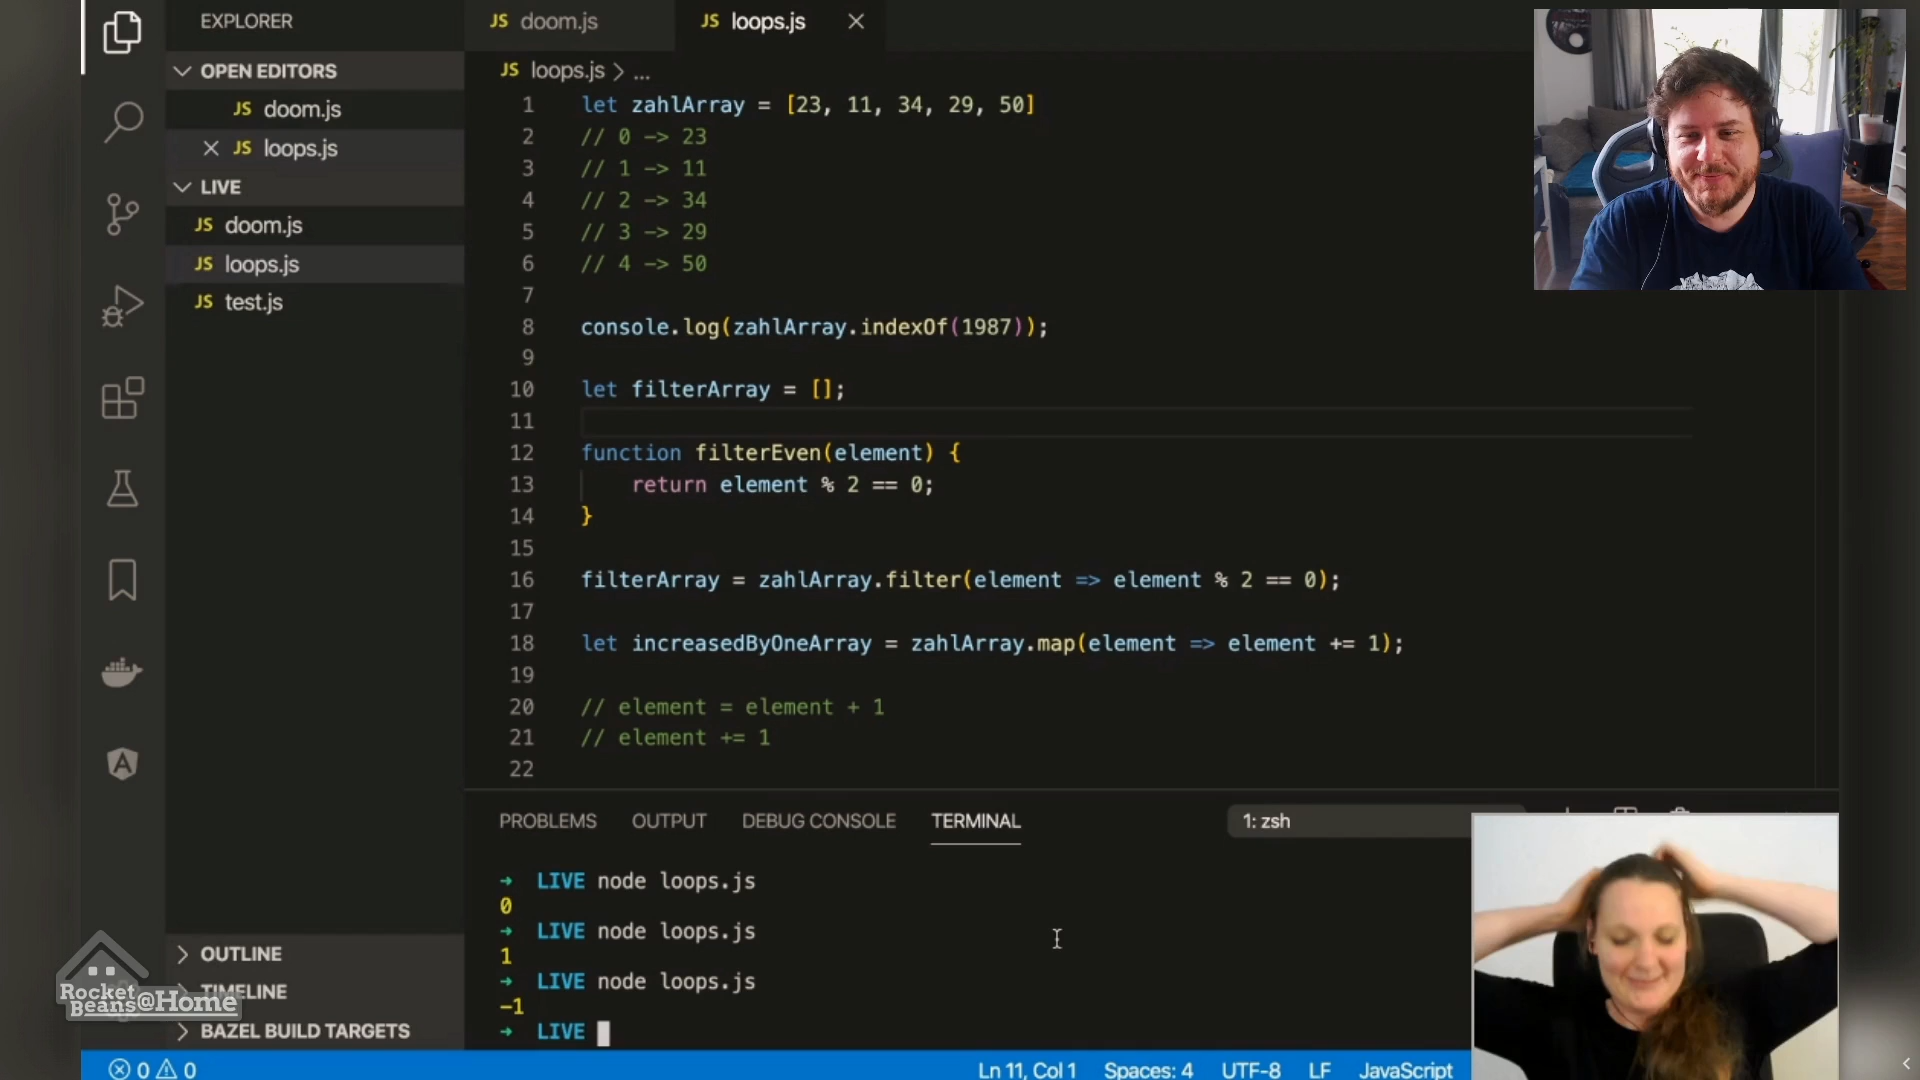 EXPLORER
JS doom.js
JS loops.js
OPEN EDITORS
JS doom.js
JS loops.js
LIVE
JS doom.js
JS loops.js
JS test.js
JS loops.js > ...
1 let zahlArray = [23, 11, 34, 29, 50]
2 // 0 -> 23
3 // 1 -> 11
4 // 2 -> 34
5 // 3 -> 29
6 // 4 -> 50
7
8 console.log(zahlArray.indexOf(1987));
9
10 let filterArray = [];
11
12 function filterEven(element) {
13 return element % 2 == 0;
14 }
15
16 filterArray = zahlArray.filter(element => element % 2 == 0);
17
18 let increasedByOneArray = zahlArray.map(element => element += 1);
19
20 // element = element + 1
21 // element += 1
22
PROBLEMS OUTPUT DEBUG CONSOLE TERMINAL 1: zsh
➜ LIVE node loops.js
0
➜ LIVE node loops.js
1
➜ LIVE node loops.js
-1
➜ LIVE
OUTLINE
TIMELINE
BAZEL BUILD TARGETS
Rocket
Beans@Home
0 0
Ln 11, Col 1 Spaces: 4 UTF-8 LF JavaScript